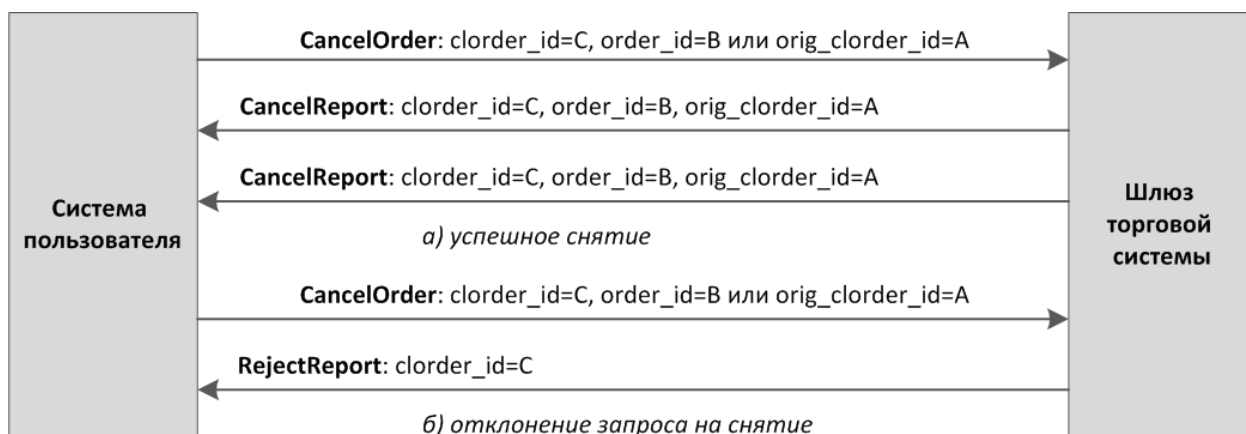 CancelOrder: clorder_id=C, order_id=B или orig_clorder_id=A
CancelReport: clorder_id=C, order_id=B, orig_clorder_id=A
CancelReport: clorder_id=C, order_id=B, orig_clorder_id=A
Система
пользователя
Шлюз
торговой
системы
а) успешное снятие
CancelOrder: clorder_id=C, order_id=B или orig_clorder_id=A
RejectReport: clorder_id=C
б) отклонение запроса на снятие